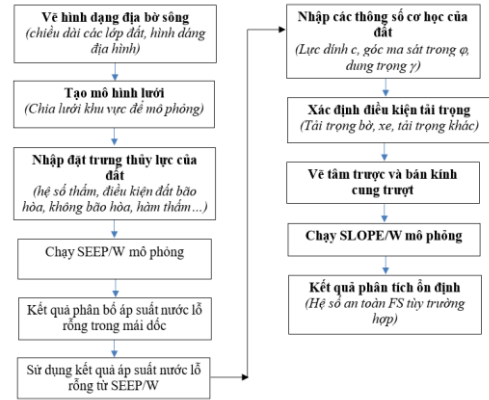 Vẽ hình dạng địa bờ sông
(chiều dài các lớp đất, hình dáng
địa hình)
Tạo mô hình lưới
(Chia lưới khu vực để mô phỏng)
Nhập đặt trưng thủy lực của
đất
(hệ số thấm, điều kiện đất bão
hòa, không bão hòa, hàm thấm…)
Chạy SEEP/W mô phỏng
Kết quả phân bố áp suất nước lỗ
rỗng trong mái dốc
Sử dụng kết quả áp suất nước lỗ
rỗng từ SEEP/W
Nhập các thông số cơ học của
đất
(Lực dính c, góc ma sát trong φ,
dung trọng γ)
Xác định điều kiện tải trọng
(Tải trọng bờ, xe, tải trọng khác)
Vẽ tâm trược và bán kính
cung trượt
Chạy SLOPE/W mô phỏng
Kết quả phân tích ổn định
(Hệ số an toàn FS tùy trường
hợp)